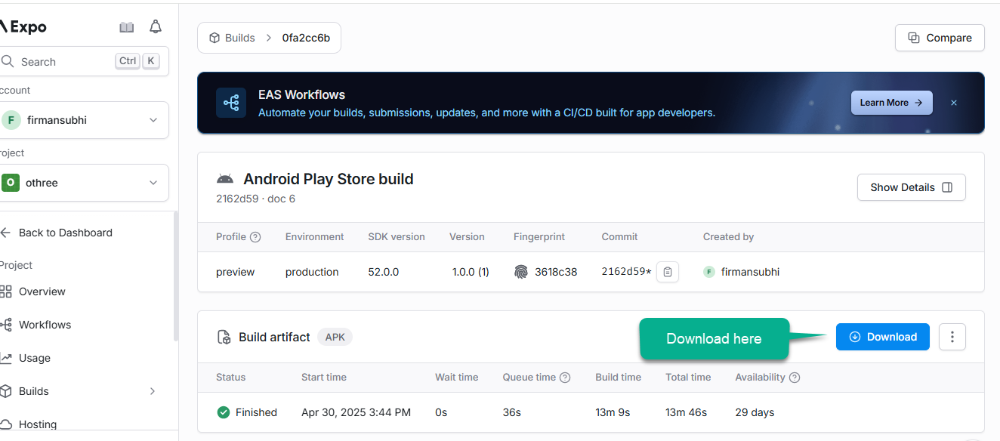 Expo
Search
Ctrl
K
ccount
F
firmansubhi
roject
O
othree
Back to Dashboard
Project
Overview
Workflows
Usage
Builds
Hosting
Builds
0fa2cc6b
Compare
EAS Workflows
Automate your builds, submissions, updates, and more with a CI/CD built for app developers.
Learn More
Android Play Store build
2162d59 · doc 6
Show Details
Profile Environment SDK version Version Fingerprint Commit Created by
preview production 52.0.0 1.0.0 (1) 3618c38 2162d59* F firmansubhi
Build artifact APK
Download here
Download
Status Start time Wait time Queue time Build time Total time Availability
Finished Apr 30, 2025 3:44 PM 0s 36s 13m 9s 13m 46s 29 days